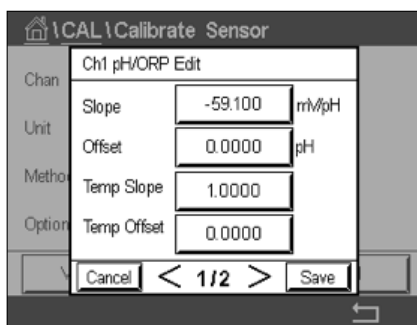 \CAL\Calibrate Sensor
Ch1 pH/ORP Edit
Chan
Slope -59.100 mV/pH
Unit
Offset 0.0000 pH
Metho
Temp Slope 1.0000
Option
Temp Offset 0.0000
Cancel < 1/2 > Save